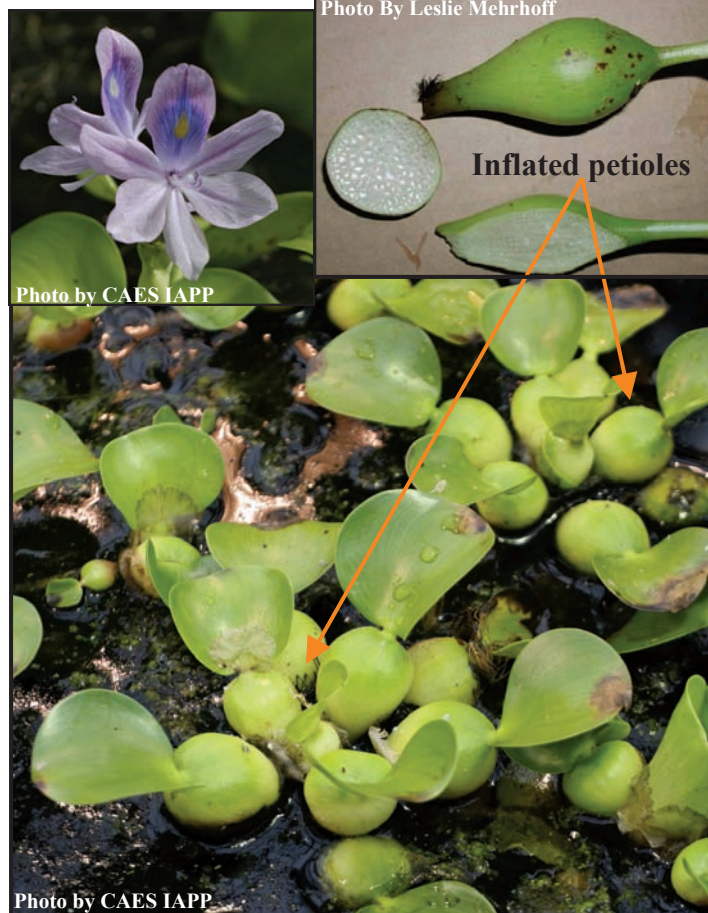 Photo By Leslie Mehrhoff
Inflated petioles
Photo by CAES IAPP
Photo by CAES IAPP